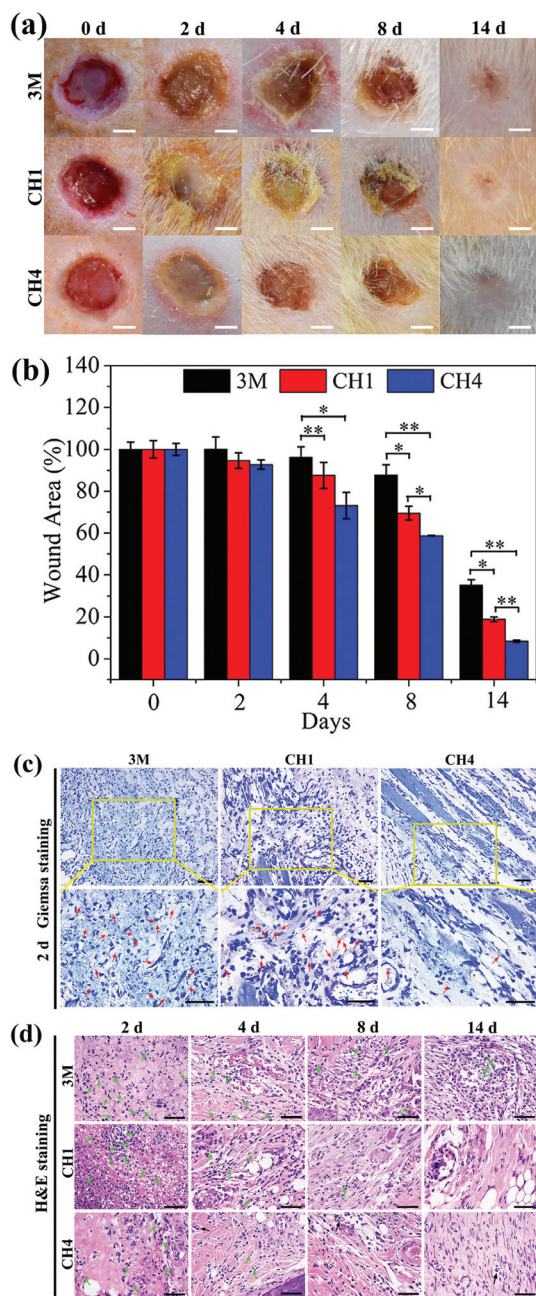 (a)
0 d 2 d 4 d 8 d 14 d
3M
CH1
CH4
(b)
140
120
100
80
60
40
20
0
Wound Area (%)
3M CH1 CH4
*
**
**
*
*
**
*
**
0 2 4 8 14
Days
(c)
3M CH1 CH4
2 d Giemsa staining
(d)
2 d 4 d 8 d 14 d
H&E staining
3M
CH1
CH4